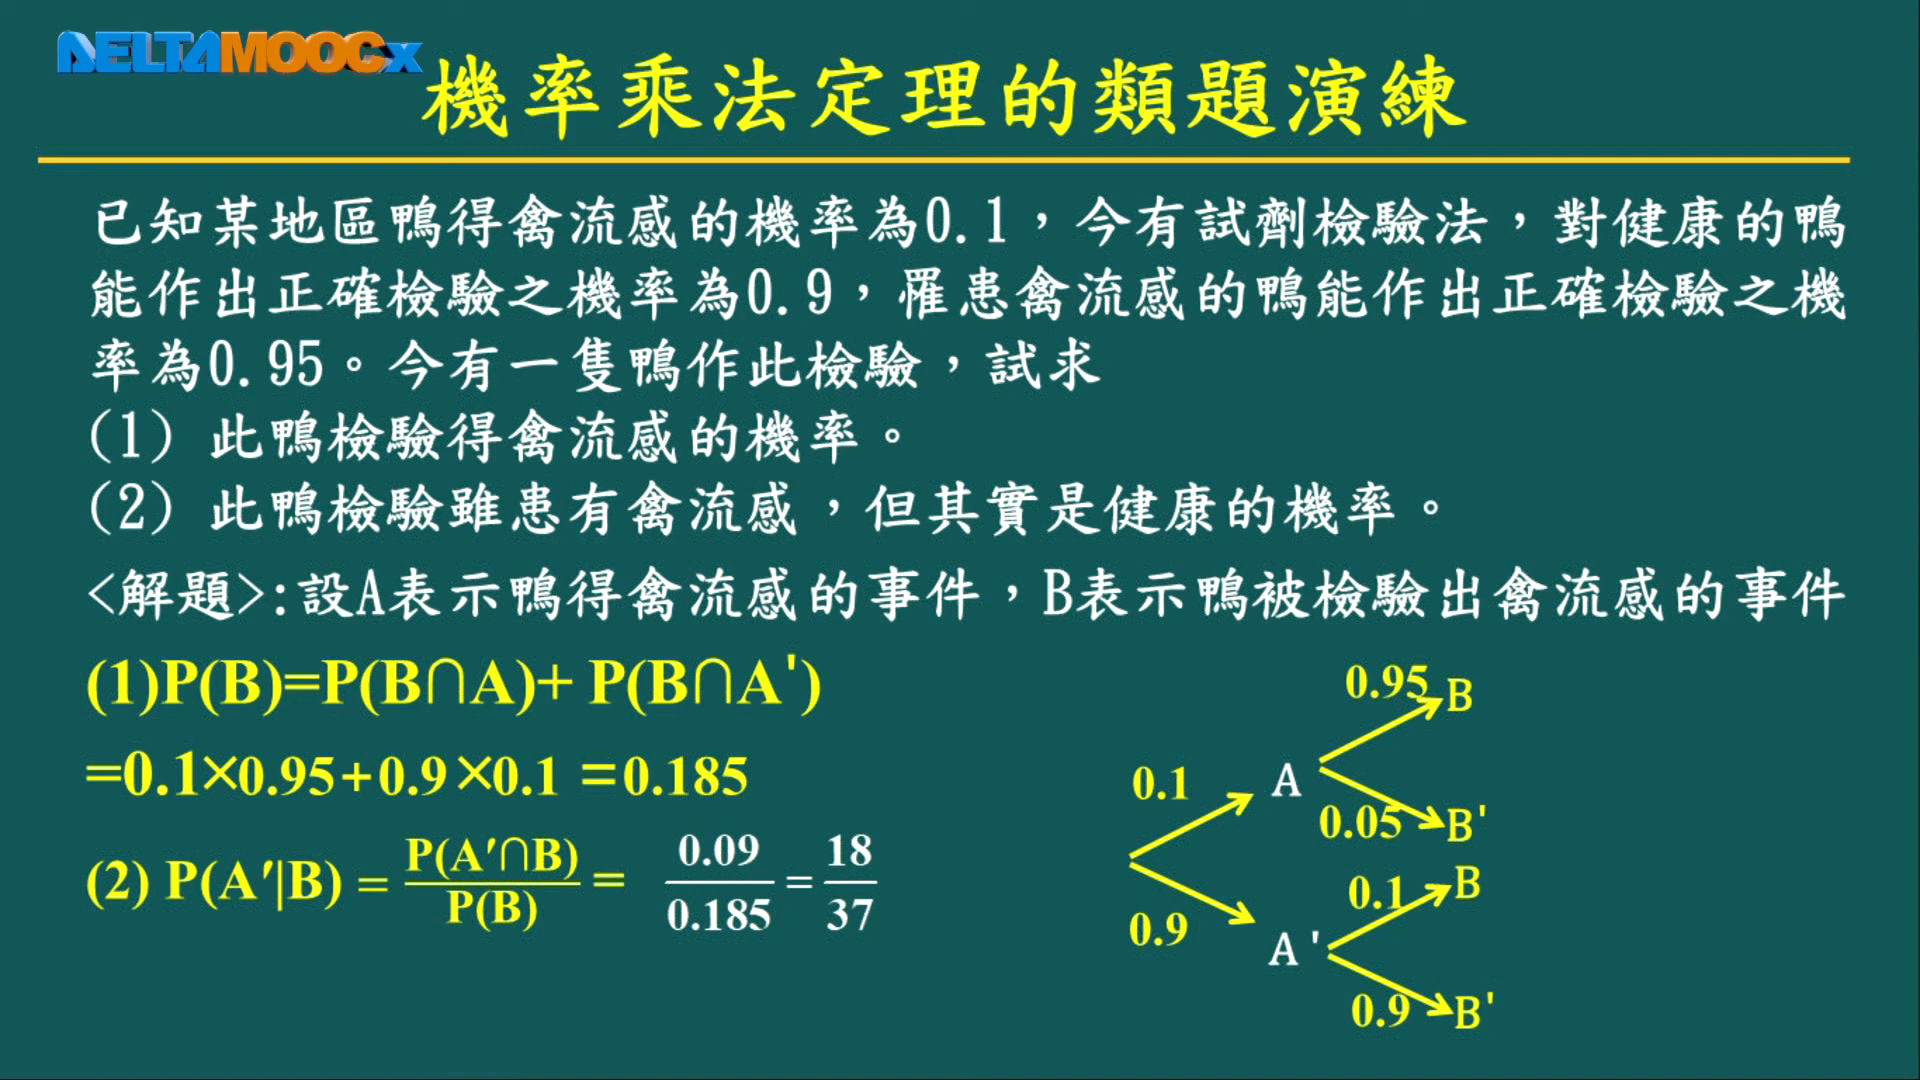 DELTAMOOCx
機率乘法定理的類題演練
已知某地區鴨得禽流感的機率為0.1，今有試劑檢驗法，對健康的鴨
能作出正確檢驗之機率為0.9，罹患禽流感的鴨能作出正確檢驗之機
率為0.95。今有一隻鴨作此檢驗，試求
(1) 此鴨檢驗得禽流感的機率。
(2) 此鴨檢驗雖患有禽流感，但其實是健康的機率。
<解題>:設A表示鴨得禽流感的事件，B表示鴨被檢驗出禽流感的事件
(1)P(B)=P(B∩A)+ P(B∩A')
=0.1×0.95+0.9×0.1 =0.185
(2) P(A′|B) = P(A′∩B)/P(B) = 0.09/0.185 = 18/37
0.95 B
0.1 A
0.05 B'
0.1 B
0.9 A'
0.9 B'